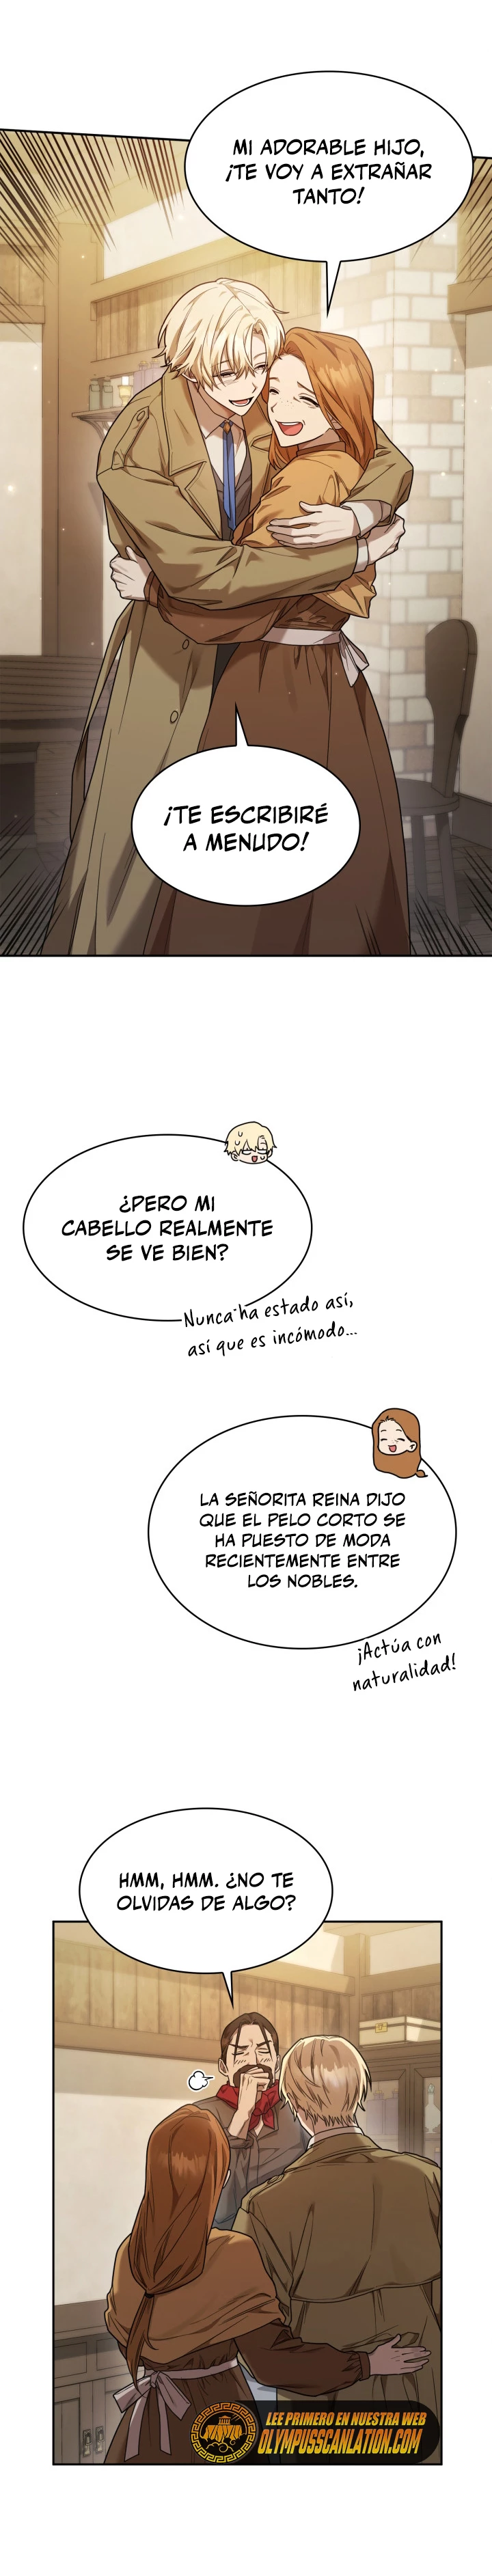 MI ADORABLE HIJO,
¡TE VOY A EXTRAÑAR
TANTO!
¡TE ESCRIBIRÉ
A MENUDO!
¿PERO MI
CABELLO REALMENTE
SE VE BIEN?
Nunca ha estado así,
así que es incómodo...
LA SEÑORITA REINA DIJO
QUE EL PELO CORTO SE
HA PUESTO DE MODA
RECIENTEMENTE ENTRE
LOS NOBLES.
¡Actúa con
naturalidad!
HMM, HMM. ¿NO TE
OLVIDAS DE ALGO?
LEE PRIMERO EN NUESTRA WEB
OLYMPUSSCANLATION.COM